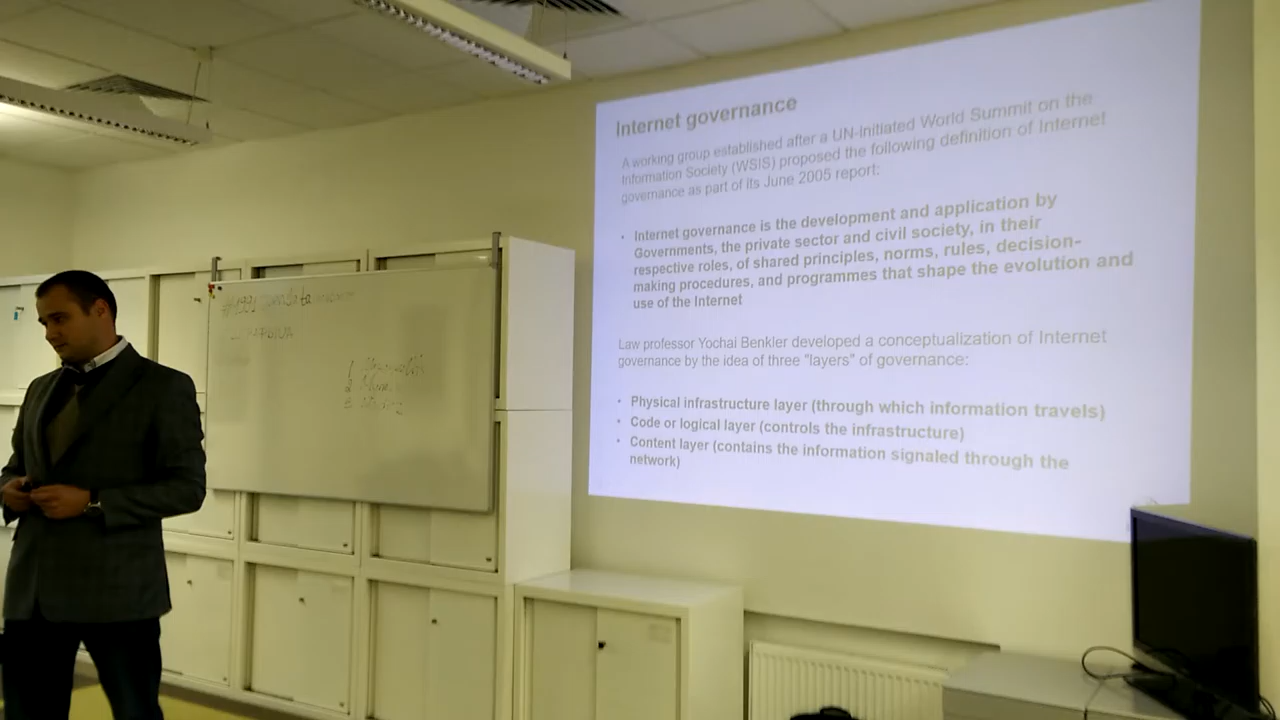 Internet governance
A working group established after a UN-Initiated World Summit on the
Information Society (WSIS) proposed the following definition of Internet
governance as part of its June 2005 report:
• Internet governance is the development and application by
Governments, the private sector and civil society, in their
respective roles, of shared principles, norms, rules, decision-
making procedures, and programmes that shape the evolution and
use of the Internet
Law professor Yochai Benkler developed a conceptualization of Internet
governance by the idea of three "layers" of governance:
• Physical infrastructure layer (through which information travels)
• Code or logical layer (controls the infrastructure)
• Content layer (contains the information signaled through the
network)